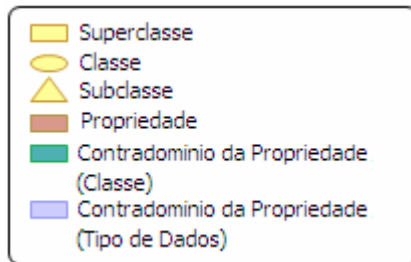 Superclasse
Classe
Subclasse
Propriedade
Contradominio da Propriedade
(Classe)
Contradominio da Propriedade
(Tipo de Dados)